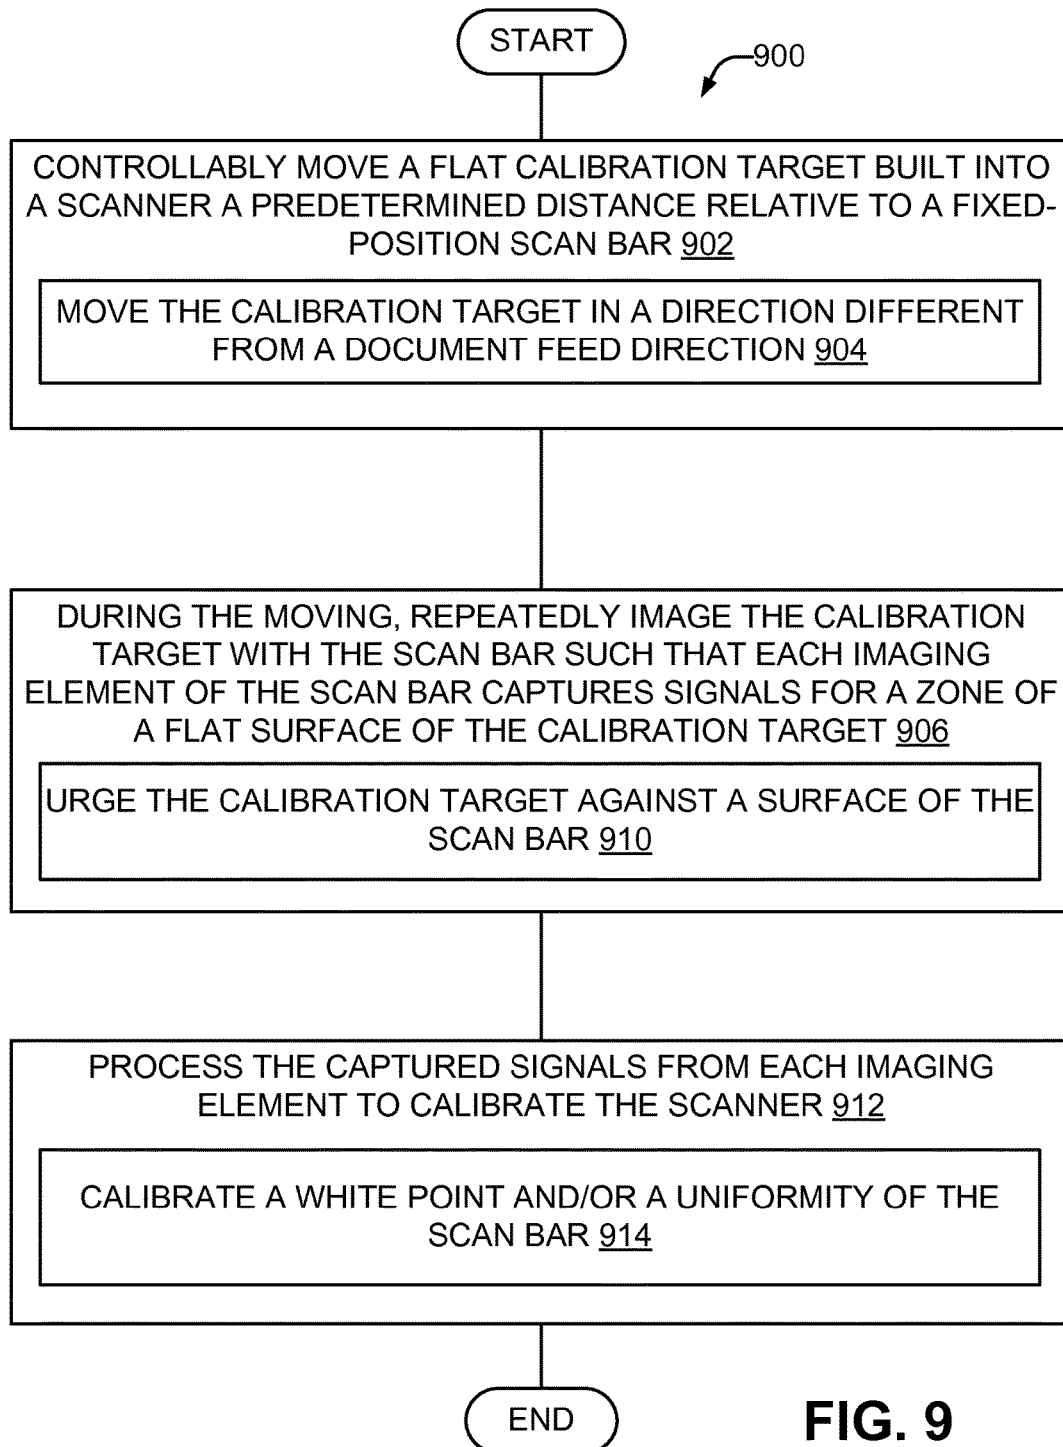 START
900
CONTROLLABLY MOVE A FLAT CALIBRATION TARGET BUILT INTO
A SCANNER A PREDETERMINED DISTANCE RELATIVE TO A FIXED-
POSITION SCAN BAR 902
MOVE THE CALIBRATION TARGET IN A DIRECTION DIFFERENT
FROM A DOCUMENT FEED DIRECTION 904
DURING THE MOVING, REPEATEDLY IMAGE THE CALIBRATION
TARGET WITH THE SCAN BAR SUCH THAT EACH IMAGING
ELEMENT OF THE SCAN BAR CAPTURES SIGNALS FOR A ZONE OF
A FLAT SURFACE OF THE CALIBRATION TARGET 906
URGE THE CALIBRATION TARGET AGAINST A SURFACE OF THE
SCAN BAR 910
PROCESS THE CAPTURED SIGNALS FROM EACH IMAGING
ELEMENT TO CALIBRATE THE SCANNER 912
CALIBRATE A WHITE POINT AND/OR A UNIFORMITY OF THE
SCAN BAR 914
END
FIG. 9